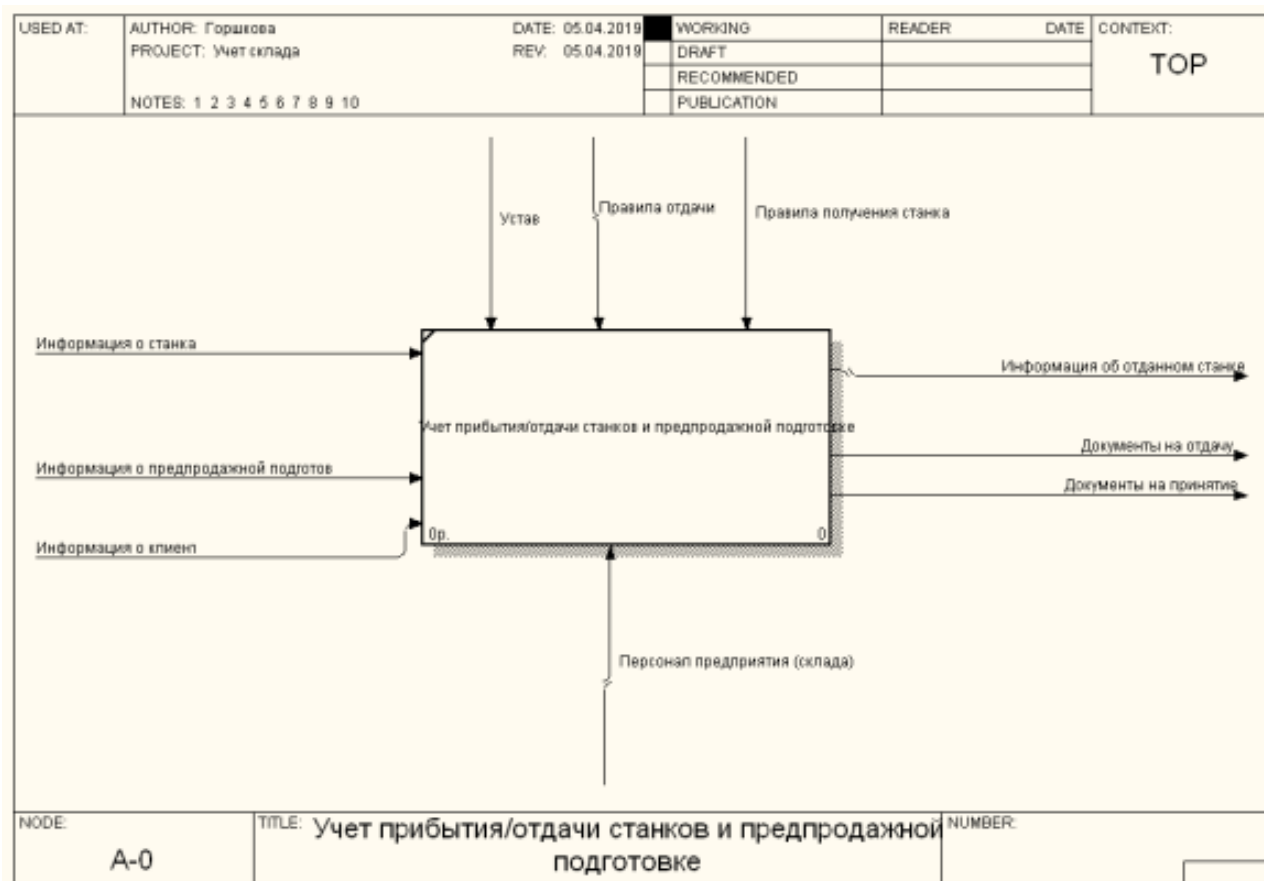 USED AT:
AUTHOR: Горшкова
DATE: 05.04.2019
WORKING
READER
DATE
CONTEXT:
PROJECT: Учет склада
REV: 05.04.2019
DRAFT
TOP
RECOMMENDED
NOTES: 1 2 3 4 5 6 7 8 9 10
PUBLICATION
Устав
Правила отдачи
Правила получения станка
Информация о станка
Информация об отданном станке
Учет прибытия/отдачи станков и предпродажной подготовке
Документы на отдачу
Информация о предпродажной подготов
Документы на принятие
0р.
0
Информация о клиент
Персонал предприятия (склада)
NODE:
TITLE:
Учет прибытия/отдачи станков и предпродажной
подготовке
NUMBER:
A-0